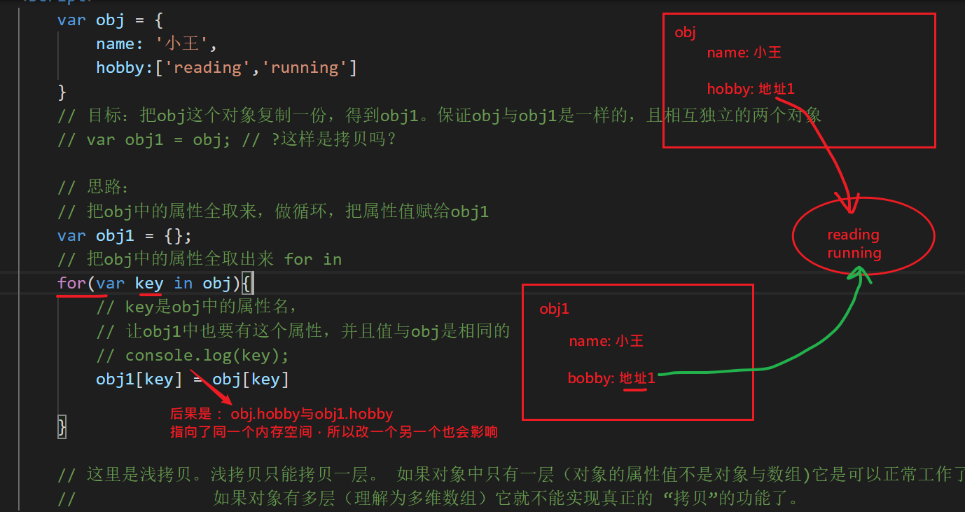 var obj = {
name: '小王',
hobby:['reading','running']
}
// 目标：把obj这个对象复制一份，得到obj1。保证obj与obj1是一样的，且相互独立的两个对象
// var obj1 = obj; // ?这样是拷贝吗？
// 思路：
// 把obj中的属性全取来，做循环，把属性值赋给obj1
var obj1 = {};
// 把obj中的属性全取出来 for in
for(var key in obj){
// key是obj中的属性名，
// 让obj1中也要有这个属性，并且值与obj是相同的
// console.log(key);
obj1[key] = obj[key]
后果是：obj.hobby与obj1.hobby
指向了同一个内存空间，所以改一个另一个也会影响
}
// 这里是浅拷贝。浅拷贝只能拷贝一层。 如果对象中只有一层（对象的属性值不是对象与数组)它是可以正常工作了
// 如果对象有多层（理解为多维数组）它就不能实现真正的 “拷贝”的功能了。
obj
name: 小王
hobby: 地址1
reading
running
obj1
name: 小王
bobby: 地址1